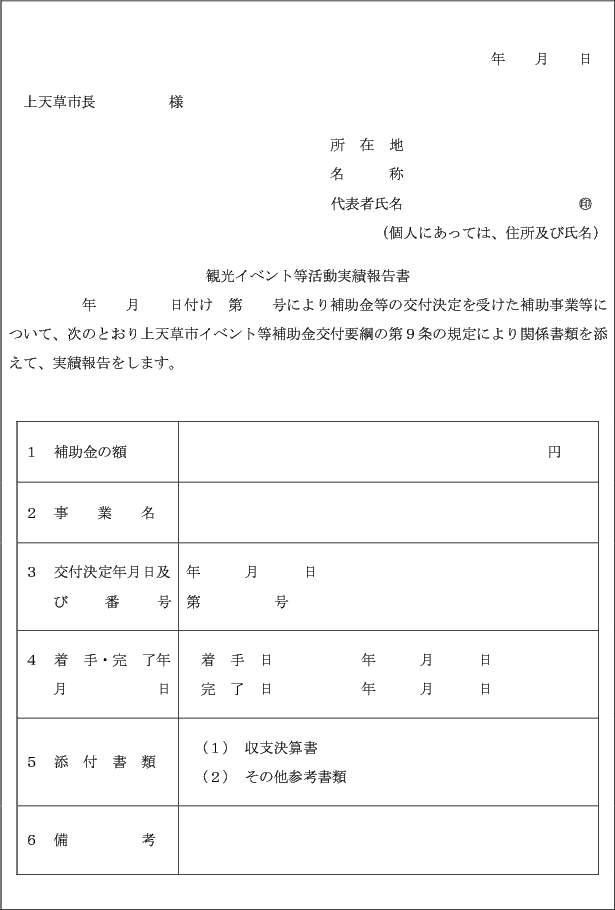 年　　月　　日
上天草市長　　　　　様
所　在　地
名　　　称
代表者氏名　　　　　　　　　　　　㊞
（個人にあっては、住所及び氏名）
観光イベント等活動実績報告書
年　　月　　日付け　第　　号により補助金等の交付決定を受けた補助事業等に
ついて、次のとおり上天草市イベント等補助金交付要綱の第９条の規定により関係書類を添
えて、実績報告をします。
１　補助金の額　　　　　　　　　　円
２　事　　業　　名
３　交付決定年月日及　年　　　月　　　日
び　　番　　号　第　　　　　号
４　着　手・完　了年　着　手　日　　　　　　年　　　月　　　日
月　　　　　　日　完　了　日　　　　　　年　　　月　　　日
５　添　付　書　類　（１）　収支決算書
（２）　その他参考書類
６　備　　　　　考